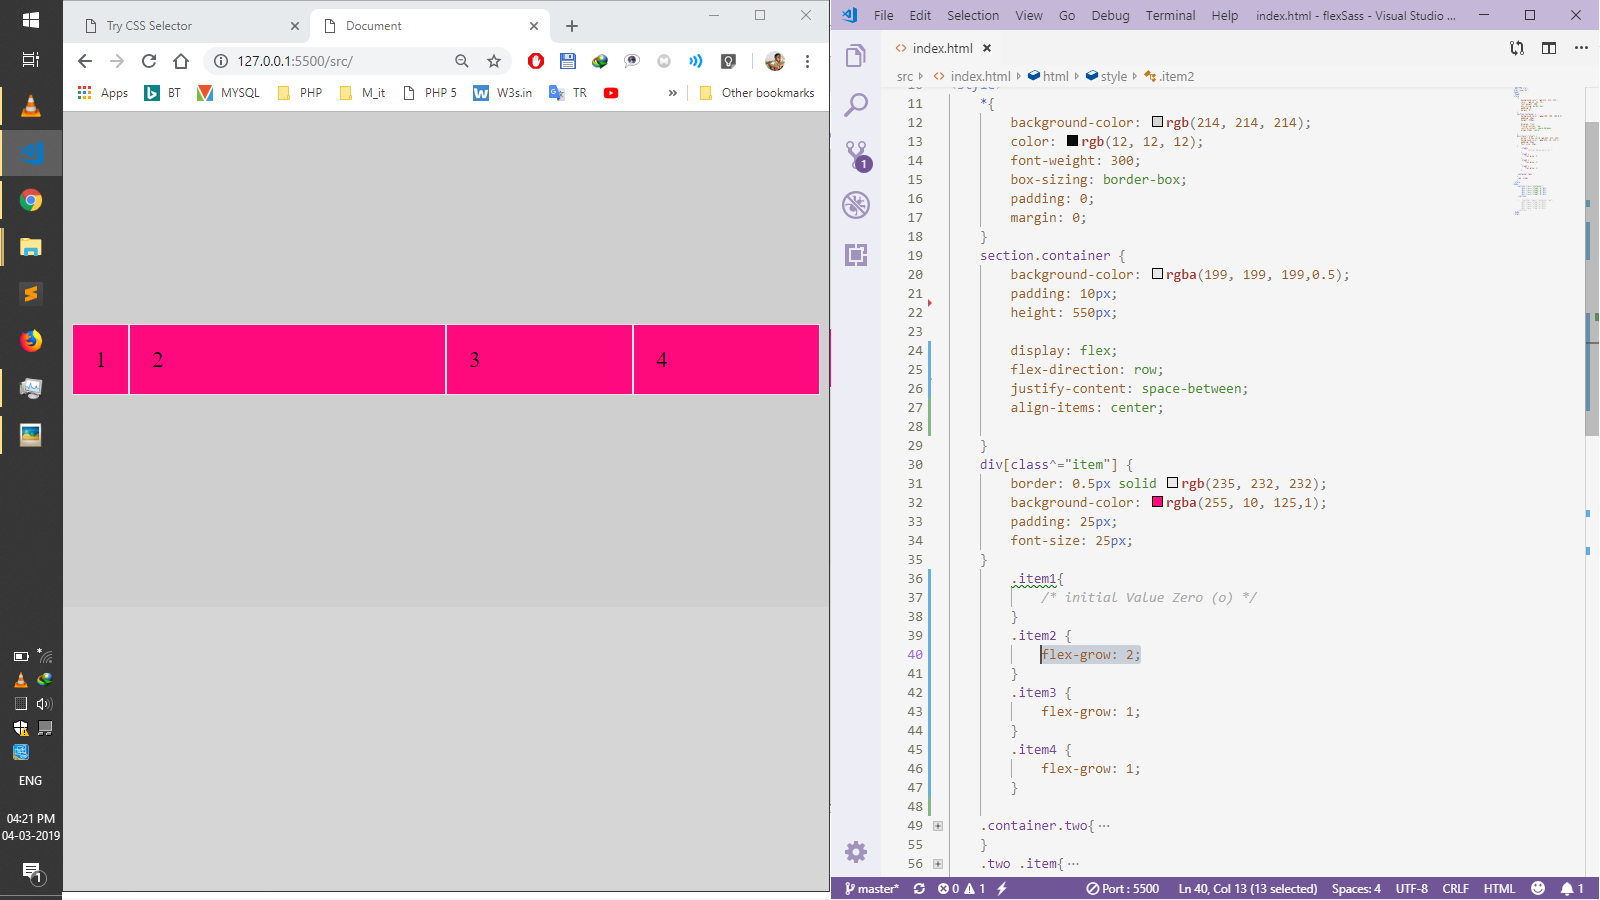 Try CSS Selector
Document
127.0.0.1:5500/src/
Apps
BT
MYSQL
PHP
M_it
PHP 5
W3s.in
TR
»
Other bookmarks
1
2
3
4
ENG
04:21 PM
04-03-2019
1
File Edit Selection View Go Debug Terminal Help index.html - flexSass - Visual Studio ...
index.html
src index.html html style .item2
11 *{
12 background-color: rgb(214, 214, 214);
13 color: rgb(12, 12, 12);
14 font-weight: 300;
15 box-sizing: border-box;
16 padding: 0;
17 margin: 0;
18 }
19 section.container {
20 background-color: rgba(199, 199, 199,0.5);
21 padding: 10px;
22 height: 550px;
23
24 display: flex;
25 flex-direction: row;
26 justify-content: space-between;
27 align-items: center;
28
29 }
30 div[class^="item"] {
31 border: 0.5px solid rgb(235, 232, 232);
32 background-color: rgba(255, 10, 125,1);
33 padding: 25px;
34 font-size: 25px;
35 }
36 .item1{
37 /* initial Value Zero (o) */
38 }
39 .item2 {
40 flex-grow: 2;
41 }
42 .item3 {
43 flex-grow: 1;
44 }
45 .item4 {
46 flex-grow: 1;
47 }
48
49 .container.two{ ···
55 }
56 .two .item{ ···
1
master* 0 1 Port : 5500 Ln 40, Col 13 (13 selected) Spaces: 4 UTF-8 CRLF HTML 1